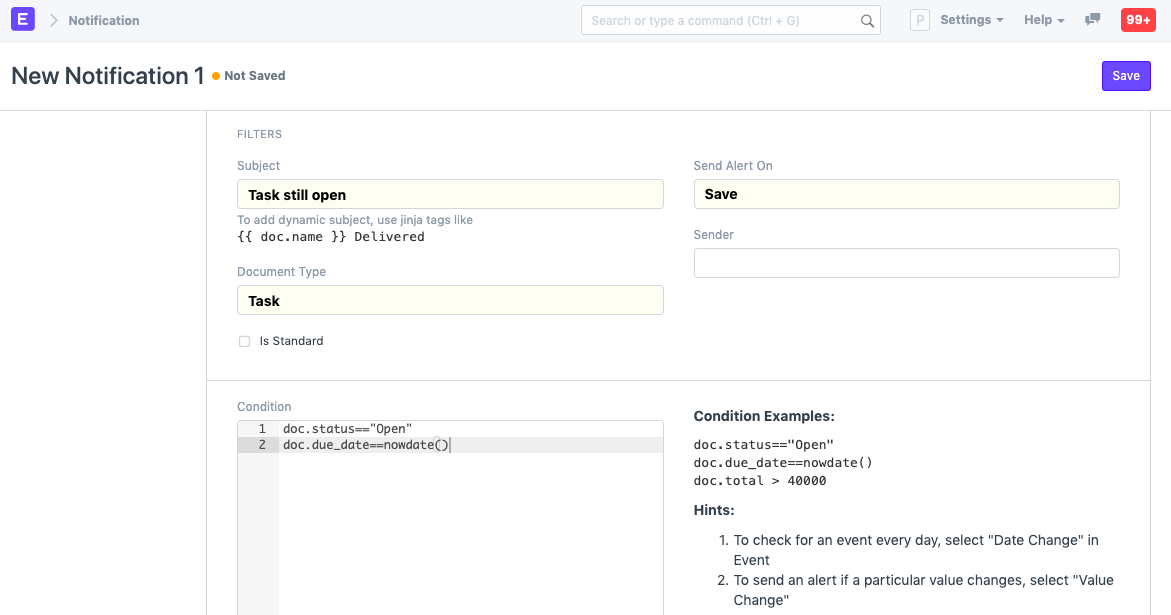 E Notification Search or type a command (Ctrl + G) P Settings Help 99+
New Notification 1 Not Saved Save
FILTERS
Subject
Task still open
To add dynamic subject, use jinja tags like
{{ doc.name }} Delivered
Document Type
Task
Is Standard
Send Alert On
Save
Sender
Condition
1 doc.status=="Open"
2 doc.due_date==nowdate()
Condition Examples:
doc.status=="Open"
doc.due_date==nowdate()
doc.total > 40000
Hints:
1. To check for an event every day, select "Date Change" in
Event
2. To send an alert if a particular value changes, select "Value
Change"